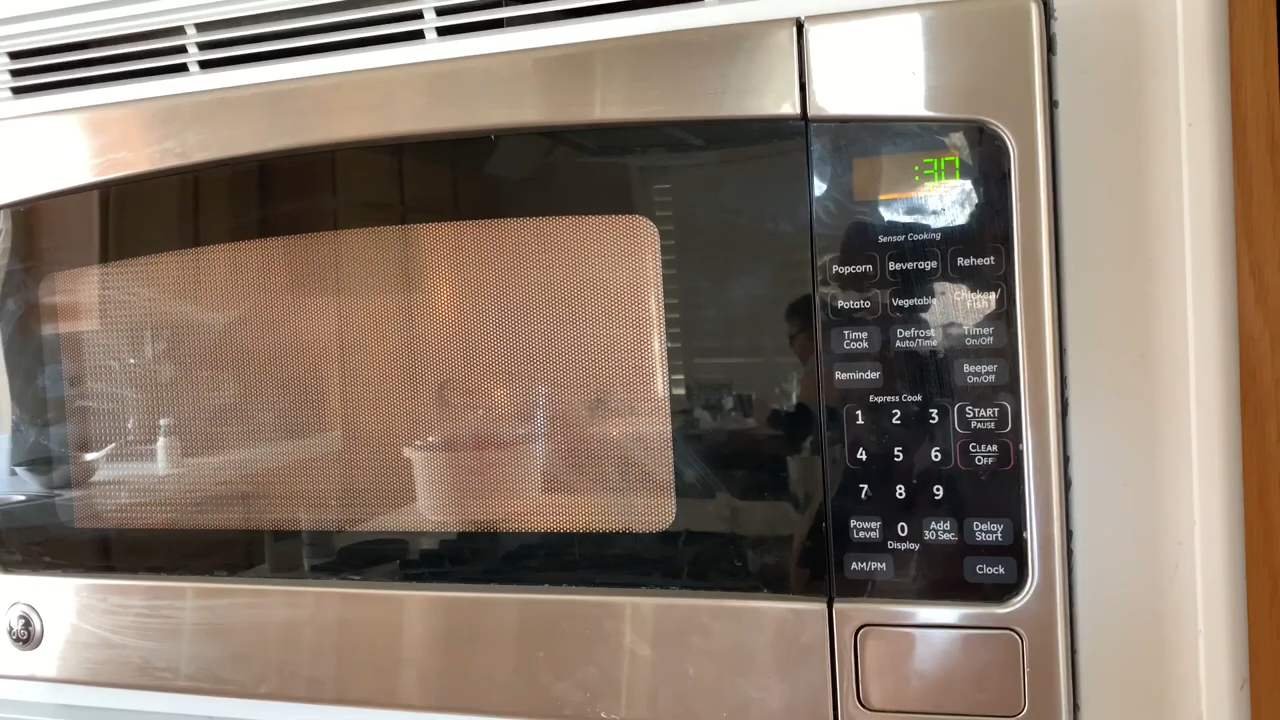 :30
Sensor Cooking
Popcorn Beverage Reheat
Potato Vegetable Chicken/
Fish
Time Defrost Timer
Cook Auto/Time On/Off
Reminder Beeper
On/Off
Express Cook
1 2 3 START
PAUSE
4 5 6 CLEAR
OFF
7 8 9
Power 0 Add Delay
Level 30 Sec. Start
Display
AM/PM Clock
GE